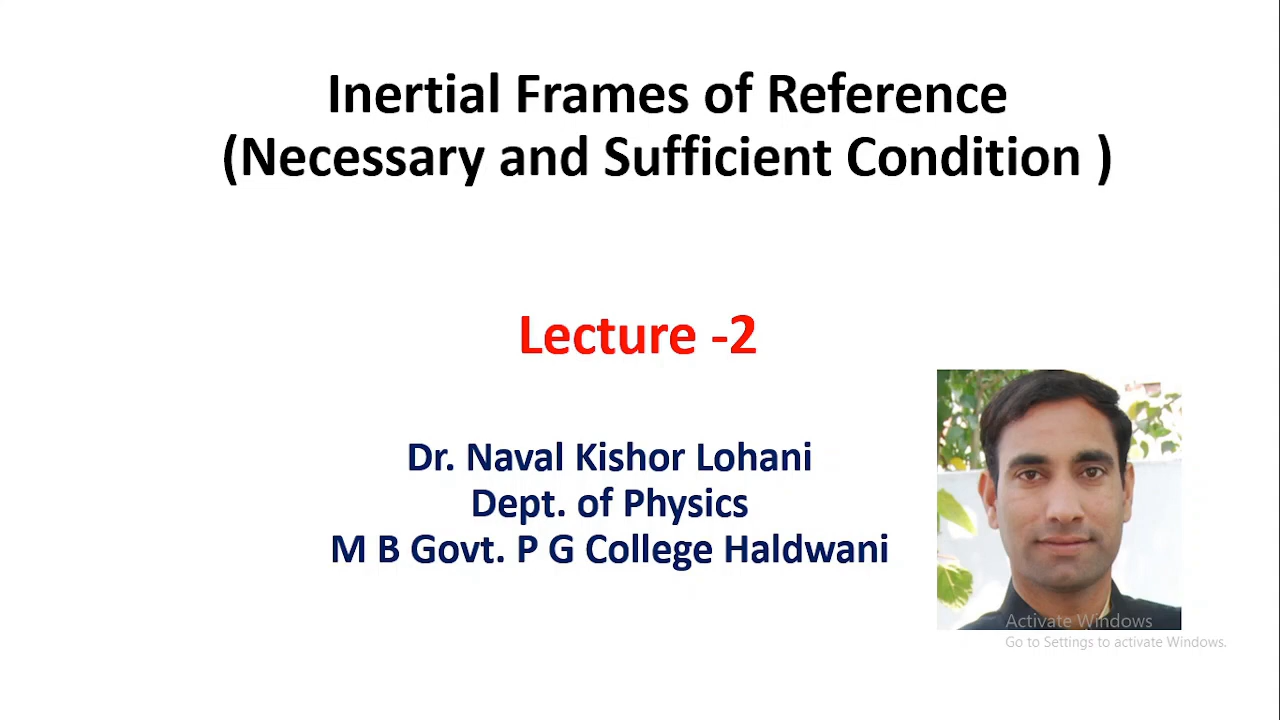 Inertial Frames of Reference
(Necessary and Sufficient Condition )
Lecture -2
Dr. Naval Kishor Lohani
Dept. of Physics
M B Govt. P G College Haldwani
Activate Windows
Go to Settings to activate Windows.